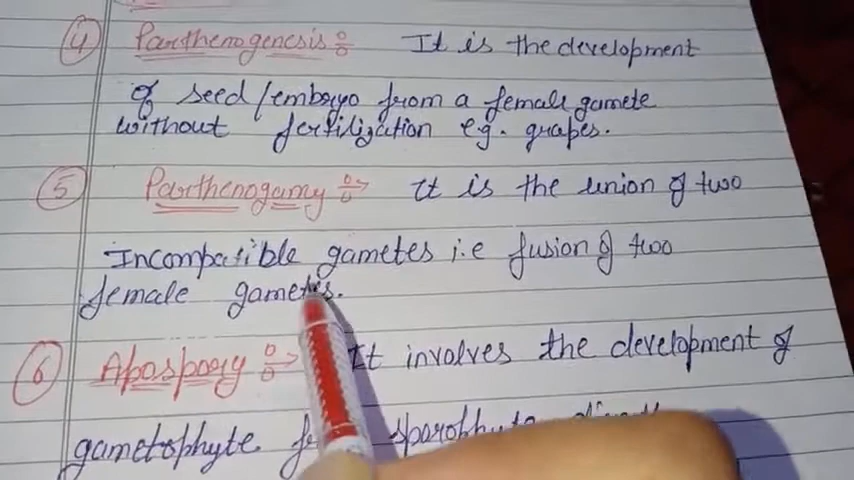 4 Parthenogenesis:- It is the development
of seed/embryo from a female gamete
without fertilization eg. grapes.
5 Parthenogamy:-> It is the union of two
Incompatible gametes i.e fusion of two
female gametes.
6 Apospory:-> It involves the development of
gametophyte sporophyte